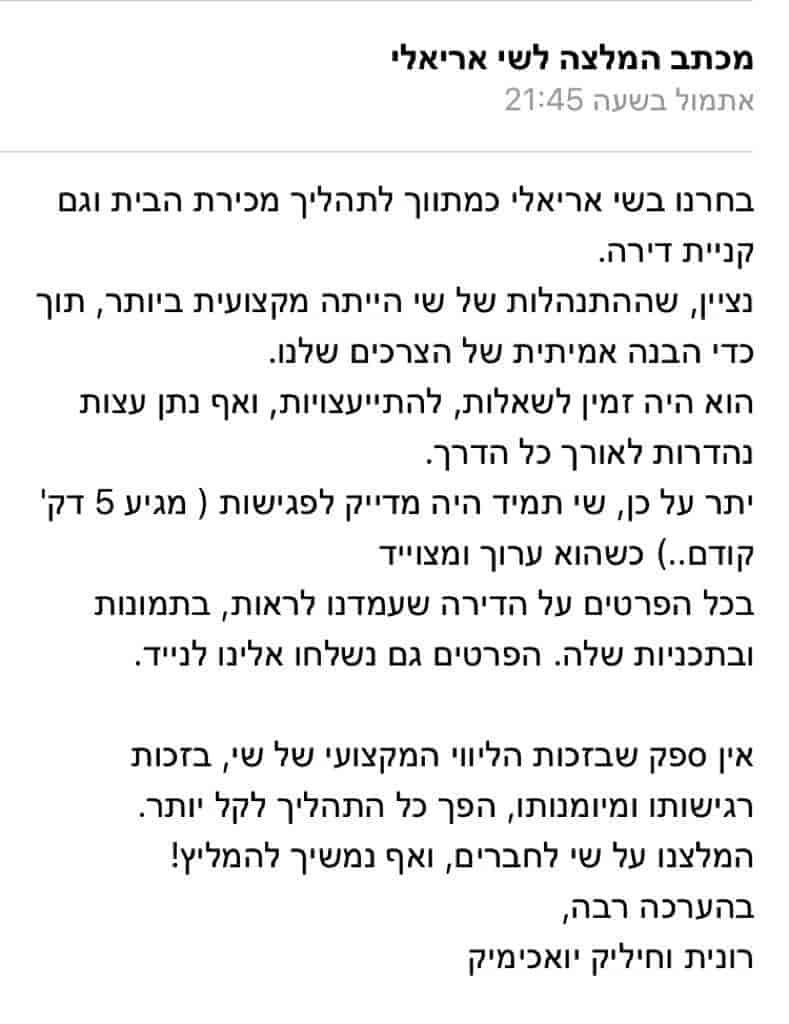 מכתב המלצה לשי אריאלי
אתמול בשעה 21:45
בחרנו בשי אריאלי כמתווך לתהליך מכירת הבית וגם
קניית דירה.
נציין, שההתנהלות של שי הייתה מקצועית ביותר, תוך
כדי הבנה אמיתית של הצרכים שלנו.
הוא היה זמין לשאלות, להתייעצויות, ואף נתן עצות
נהדרות לאורך כל הדרך.
יתר על כן, שי תמיד היה מדייק לפגישות ( מגיע 5 דק'
קודם..) כשהוא ערוך ומצוייד
בכל הפרטים על הדירה שעמדנו לראות, בתמונות
ובתכניות שלה. הפרטים גם נשלחו אלינו לנייד.
אין ספק שבזכות הליווי המקצועי של שי, בזכות
רגישותו ומיומנותו, הפך כל התהליך לקל יותר.
המלצנו על שי לחברים, ואף נמשיך להמליץ!
בהערכה רבה,
רונית וחיליק יואכימיק